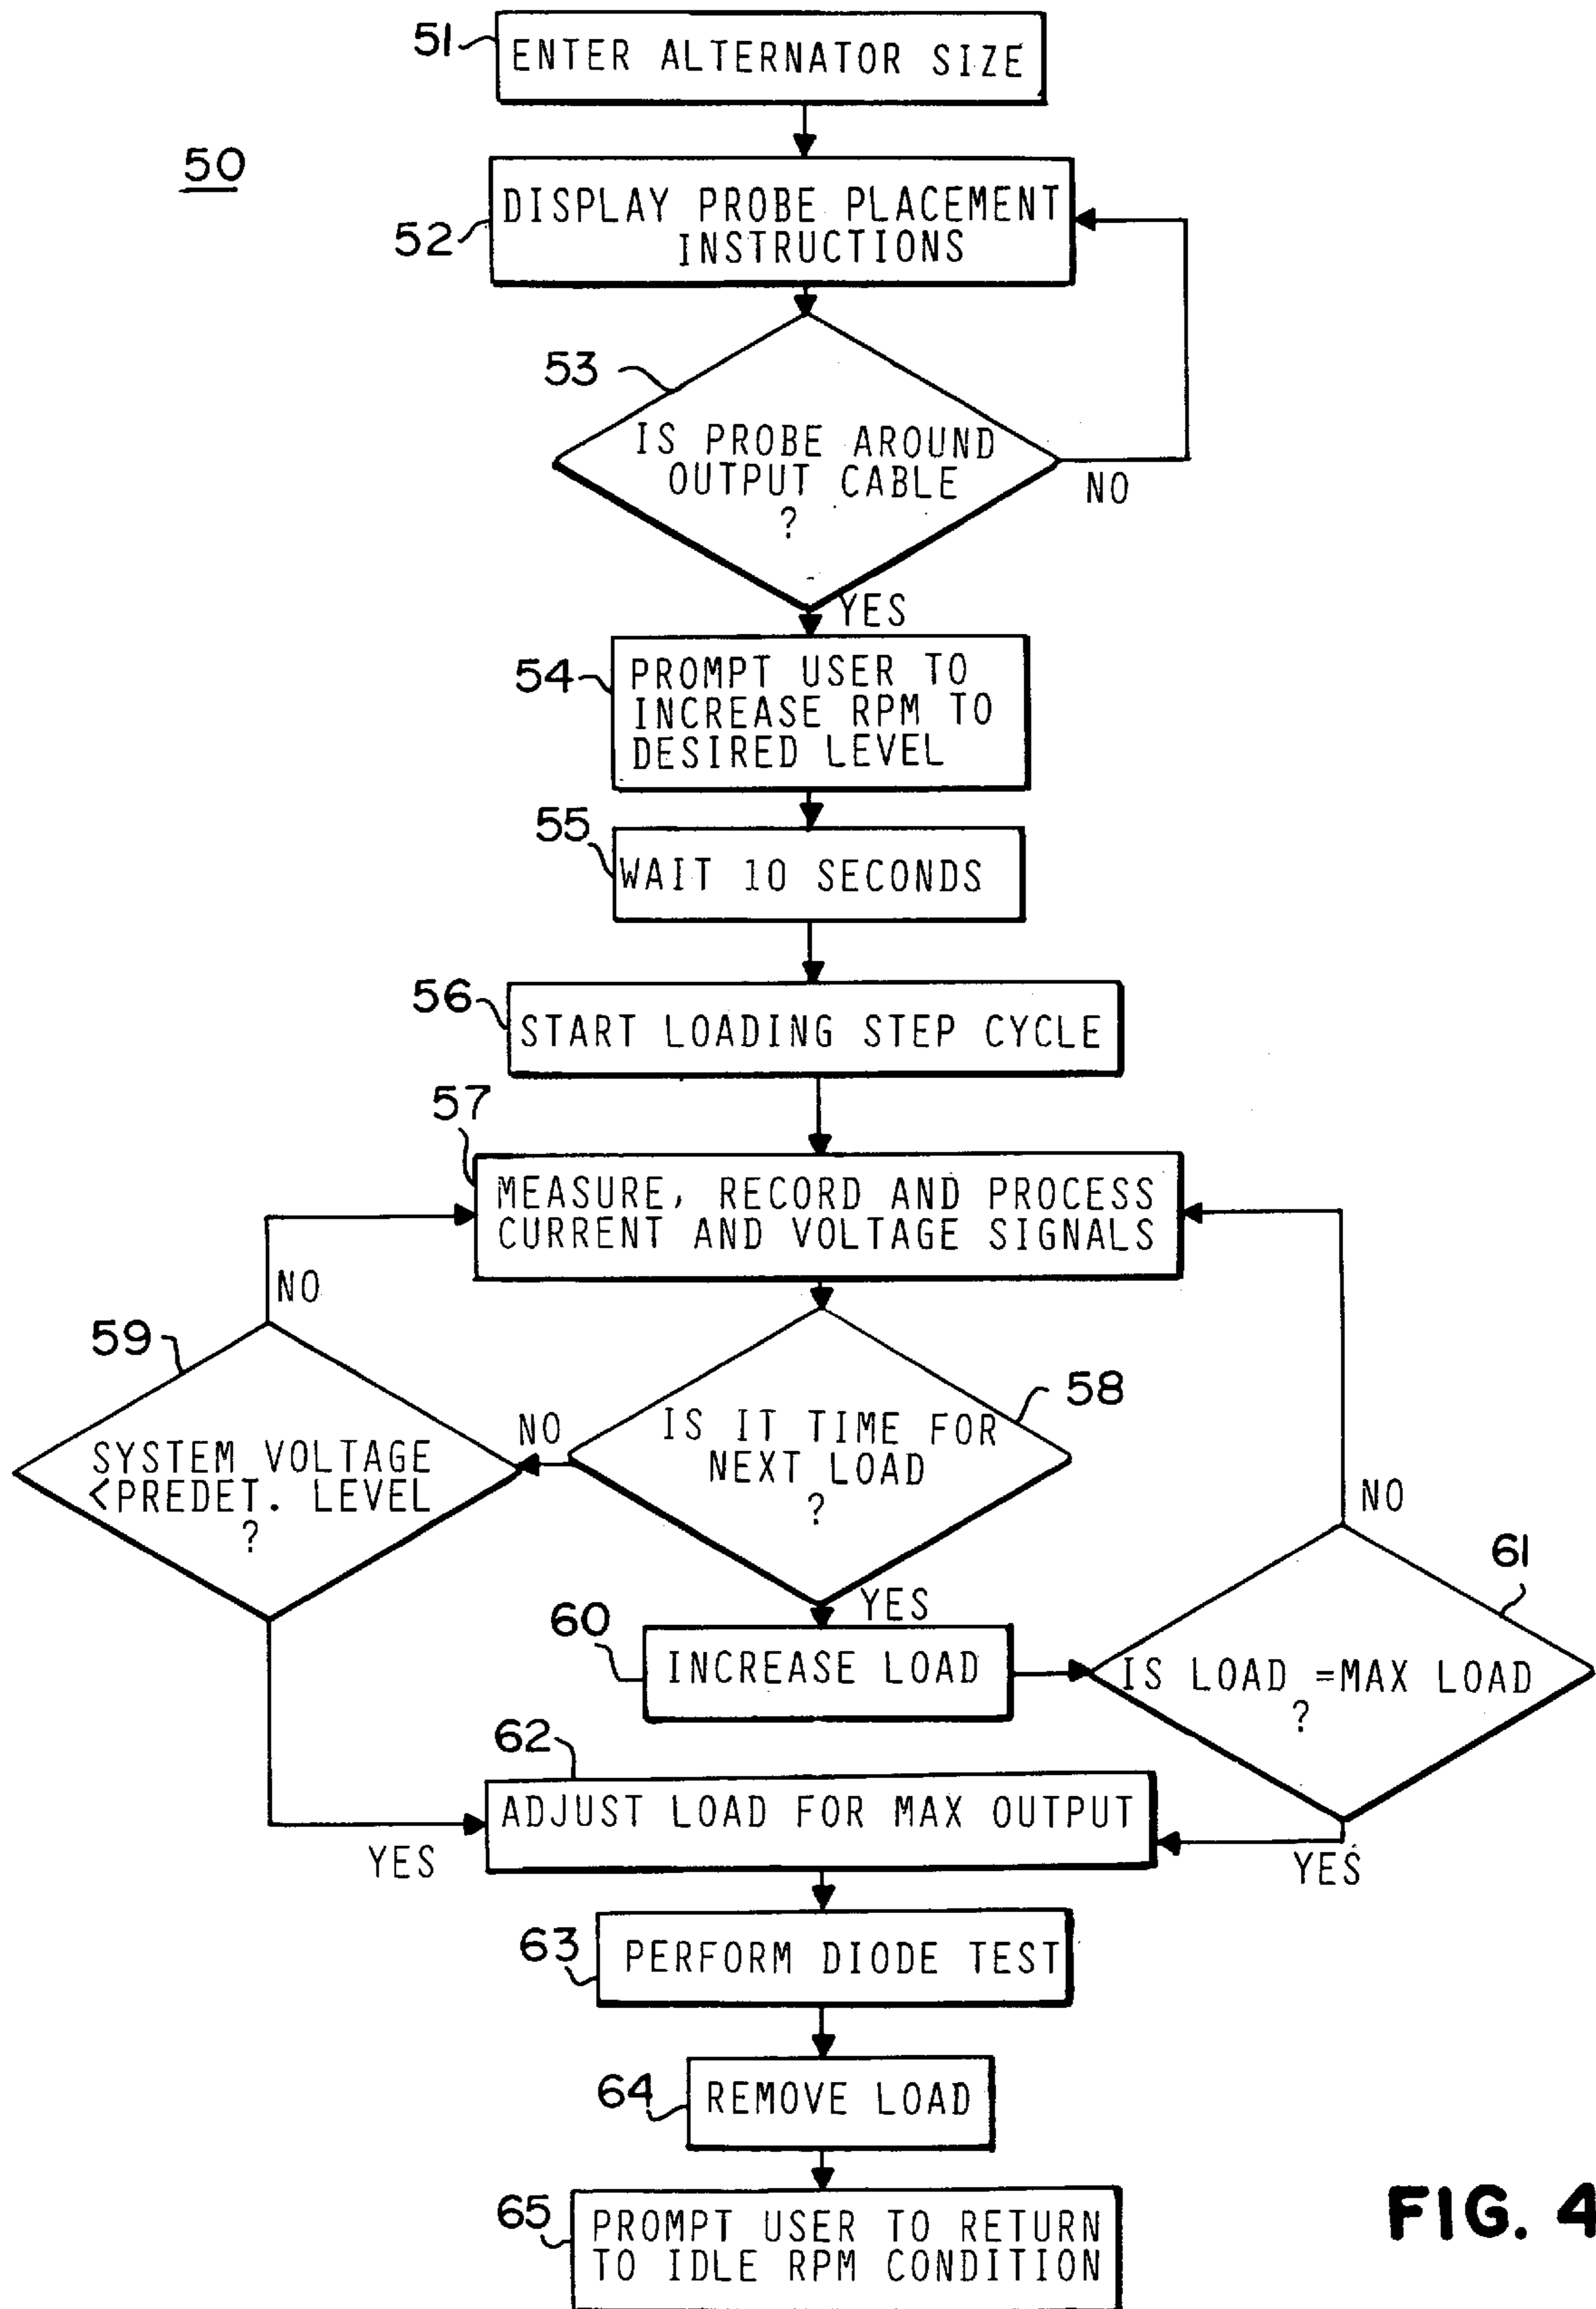 51
ENTER ALTERNATOR SIZE
50
52
DISPLAY PROBE PLACEMENT
INSTRUCTIONS
53
IS PROBE AROUND
OUTPUT CABLE
?
NO
YES
54
PROMPT USER TO
INCREASE RPM TO
DESIRED LEVEL
55
WAIT 10 SECONDS
56
START LOADING STEP CYCLE
57
MEASURE, RECORD AND PROCESS
CURRENT AND VOLTAGE SIGNALS
58
IS IT TIME FOR
NEXT LOAD
?
NO
59
SYSTEM VOLTAGE
<PREDET. LEVEL
?
NO
YES
YES
60
INCREASE LOAD
61
IS LOAD =MAX LOAD
?
NO
YES
62
ADJUST LOAD FOR MAX OUTPUT
63
PERFORM DIODE TEST
64
REMOVE LOAD
65
PROMPT USER TO RETURN
TO IDLE RPM CONDITION
FIG. 4